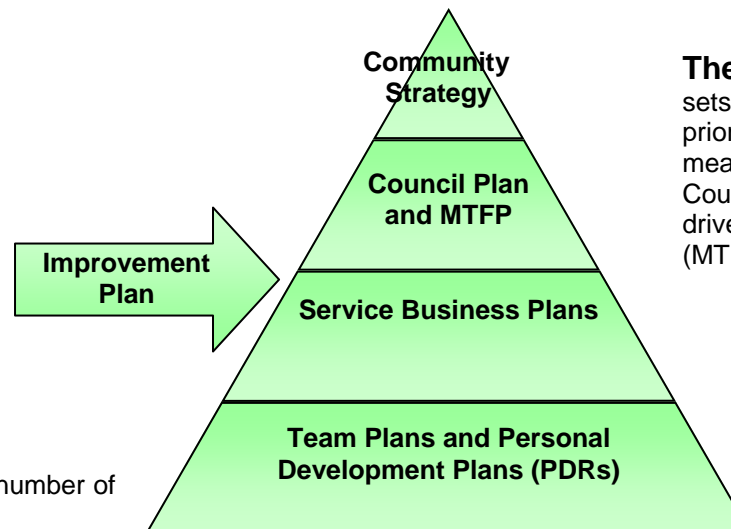 Community
Strategy
The
sets
prior
mea
Council Plan
and MTFP
Cou
drive
(MT
Improvement
Plan
Service Business Plans
Team Plans and Personal
Development Plans (PDRs)
number of